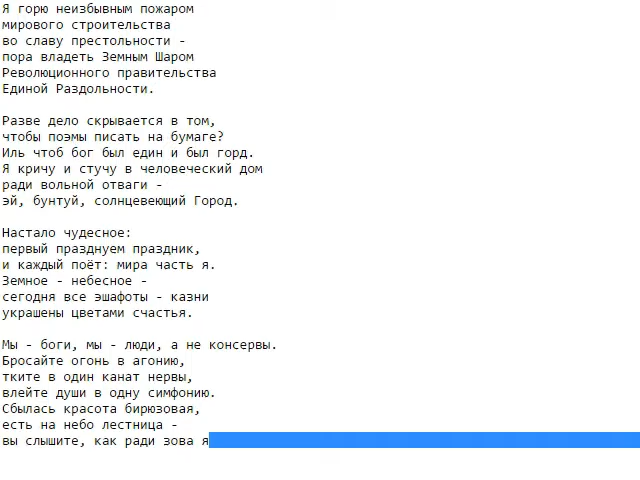 Я горю неизбывным пожаром
мирового строительства
во славу престольности -
пора владеть Земным Шаром
Революционного правительства
Единой Раздольности.

Разве дело скрывается в том,
чтобы поэмы писать на бумаге?
Иль чтоб бог был един и был горд.
Я кричу и стучу в человеческий дом
ради вольной отваги -
эй, бунтуй, солнцевеющий Город.

Настало чудесное:
первый празднуем праздник,
и каждый поёт: мира часть я.
Земное - небесное -
сегодня все эшафоты - казни
украшены цветами счастья.

Мы - боги, мы - люди, а не консервы.
Бросайте огонь в агонию,
тките в один канат нервы,
влейте души в одну симфонию.
Сбылась красота бирюзовая,
есть на небо лестница -
вы слышите, как ради зова я